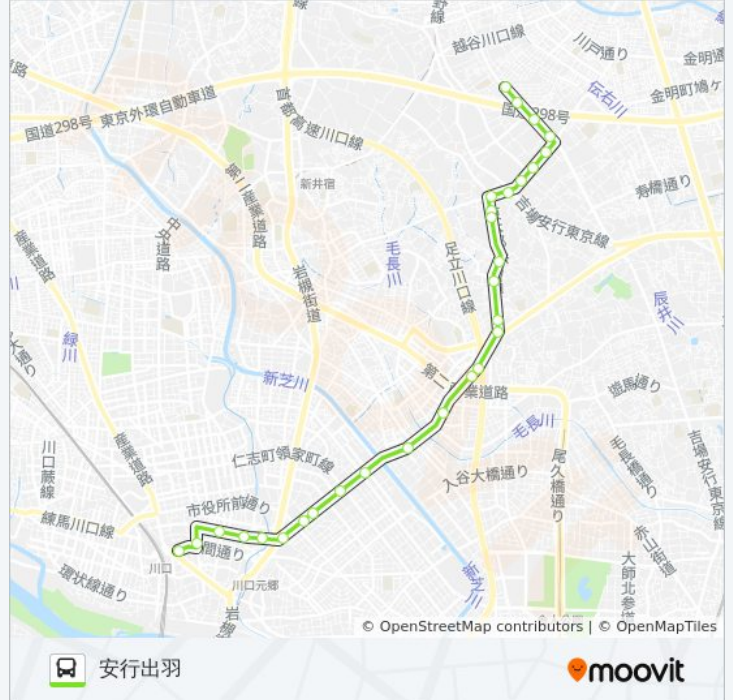 野線
越谷川口線
川戸通り
金明通
伝右川
金明町鳩ヶ
国道298号 東京外環自動車道
首都高速川口線
国道298号
新井宿
寿橋通り
第二産業道路
中央道路
吉場安行東京線
産業道路
毛長川
足立川口線
岩槻街道
辰井川
緑川
新芝川
第二産業道路
遊馬通り
毛長川
川口蕨線
産業道路
仁志町領家町線
入谷大橋通り
尾久橋通り
毛長橋通り
吉場安行東京線
市役所前通り
練馬川口線
間通り
赤山街道
川口
環状線通り
川口元郷
新芝川
大師北参道
岩槻
© OpenStreetMap contributors | © OpenMapTiles
安行出羽
moovit